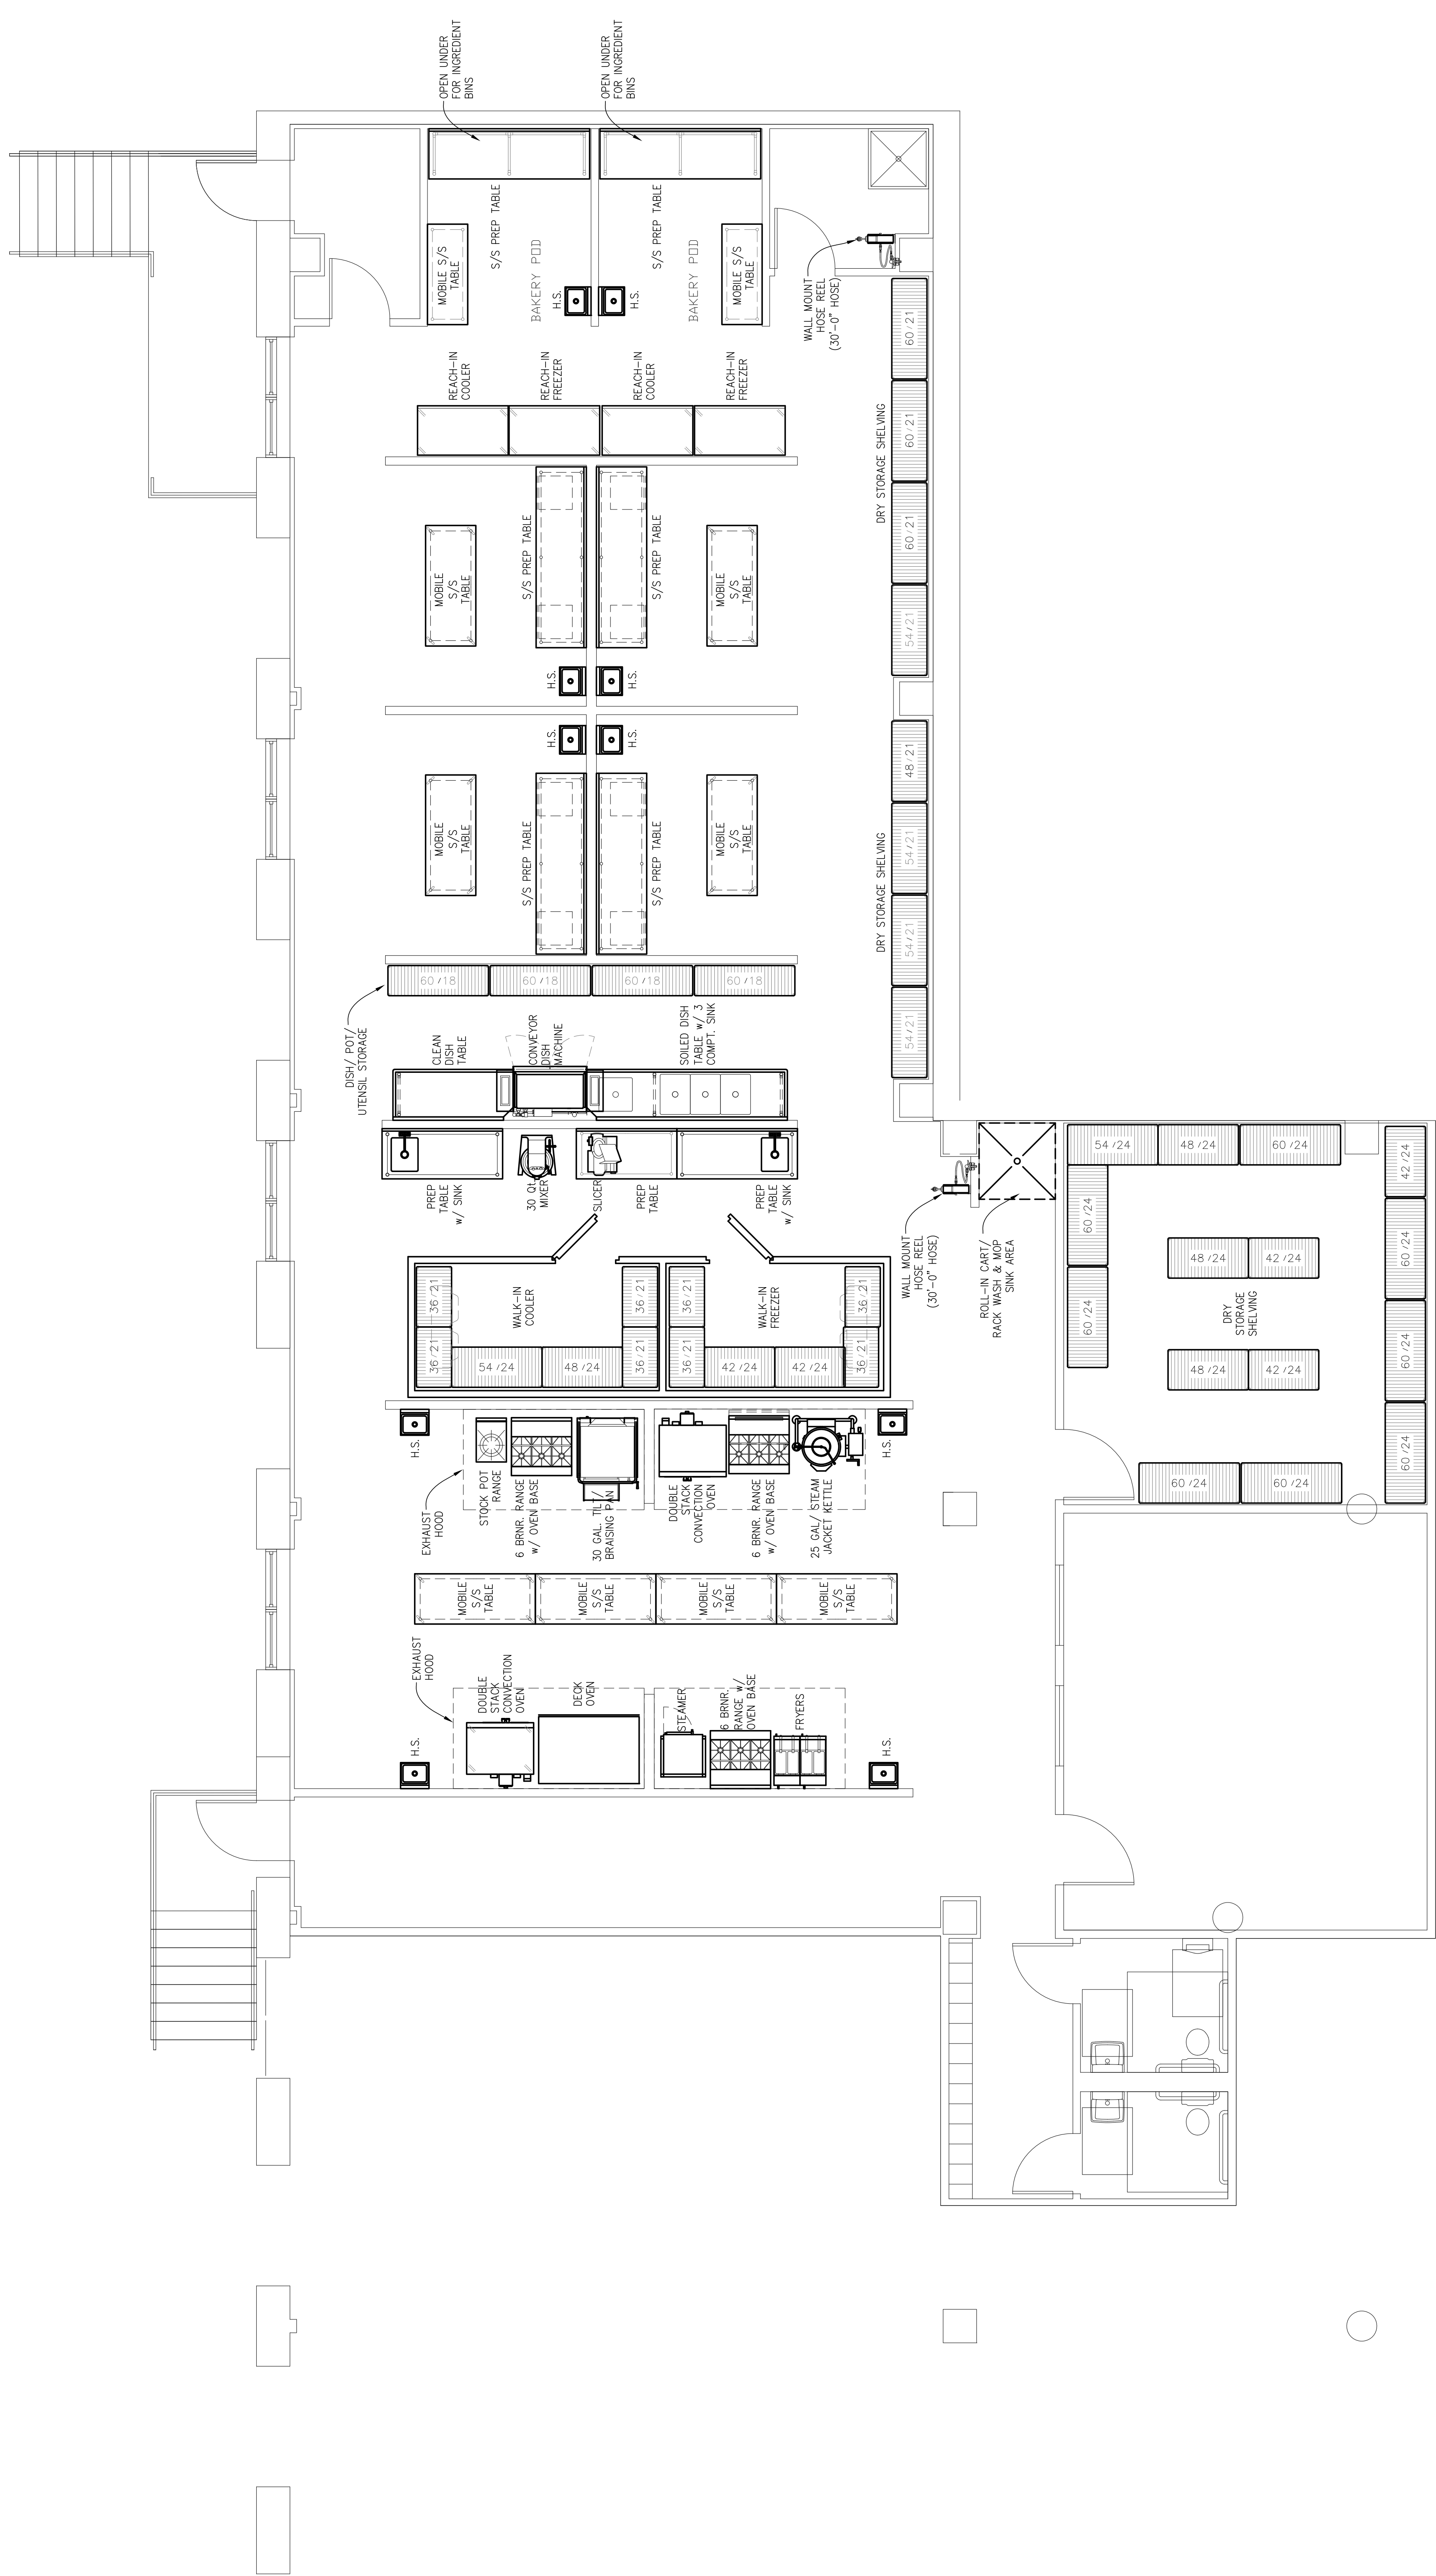 OPEN UNDER
FOR INGREDIENT
BINS
OPEN UNDER
FOR INGREDIENT
BINS
S/S PREP TABLE
S/S PREP TABLE
MOBILE S/S
TABLE
BAKERY POD
H.S.
H.S.
BAKERY POD
MOBILE S/S
TABLE
WALL MOUNT
HOSE REEL
(30'-0" HOSE)
REACH-IN
COOLER
REACH-IN
FREEZER
REACH-IN
COOLER
REACH-IN
FREEZER
60/21
60/21
60/21
54/21
DRY STORAGE SHELVING
MOBILE
S/S
TABLE
S/S PREP TABLE
S/S PREP TABLE
MOBILE
S/S
TABLE
H.S.
H.S.
H.S.
H.S.
MOBILE
S/S
TABLE
S/S PREP TABLE
S/S PREP TABLE
MOBILE
S/S
TABLE
48/21
54/21
54/21
54/21
DRY STORAGE SHELVING
60/18
60/18
60/18
60/18
DISH/ POT/
UTENSIL STORAGE
CLEAN
DISH
TABLE
CONVEYOR
DISH
MACHINE
SOILED DISH
TABLE w/ 3
COMPT. SINK
PREP
TABLE
w/ SINK
30 Qt.
MIXER
SLICER
PREP
TABLE
PREP
TABLE
w/ SINK
WALL MOUNT
HOSE REEL
(30'-0" HOSE)
ROLL-IN CART/
RACK WASH & MOP
SINK AREA
36/21
36/21
54/24
48/24
36/21
36/21
WALK-IN
COOLER
36/21
36/21
42/24
42/24
36/21
36/21
WALK-IN
FREEZER
54/24
48/24
60/24
42/24
60/24
60/24
60/24
60/24
60/24
48/24
42/24
DRY
STORAGE
SHELVING
48/24
42/24
60/24
60/24
H.S.
EXHAUST
HOOD
STOCK POT
RANGE
6 BRNR. RANGE
w/ OVEN BASE
30 GAL. TILT/
BRAISING PAN
DOUBLE
STACK
CONVECTION
OVEN
6 BRNR. RANGE
w/ OVEN BASE
25 GAL/ STEAM
JACKET KETTLE
H.S.
MOBILE
S/S
TABLE
MOBILE
S/S
TABLE
MOBILE
S/S
TABLE
MOBILE
S/S
TABLE
EXHAUST
HOOD
H.S.
DOUBLE
STACK
CONVECTION
OVEN
DECK
OVEN
STEAMER
6 BRNR.
RANGE w/
OVEN BASE
FRYERS
H.S.